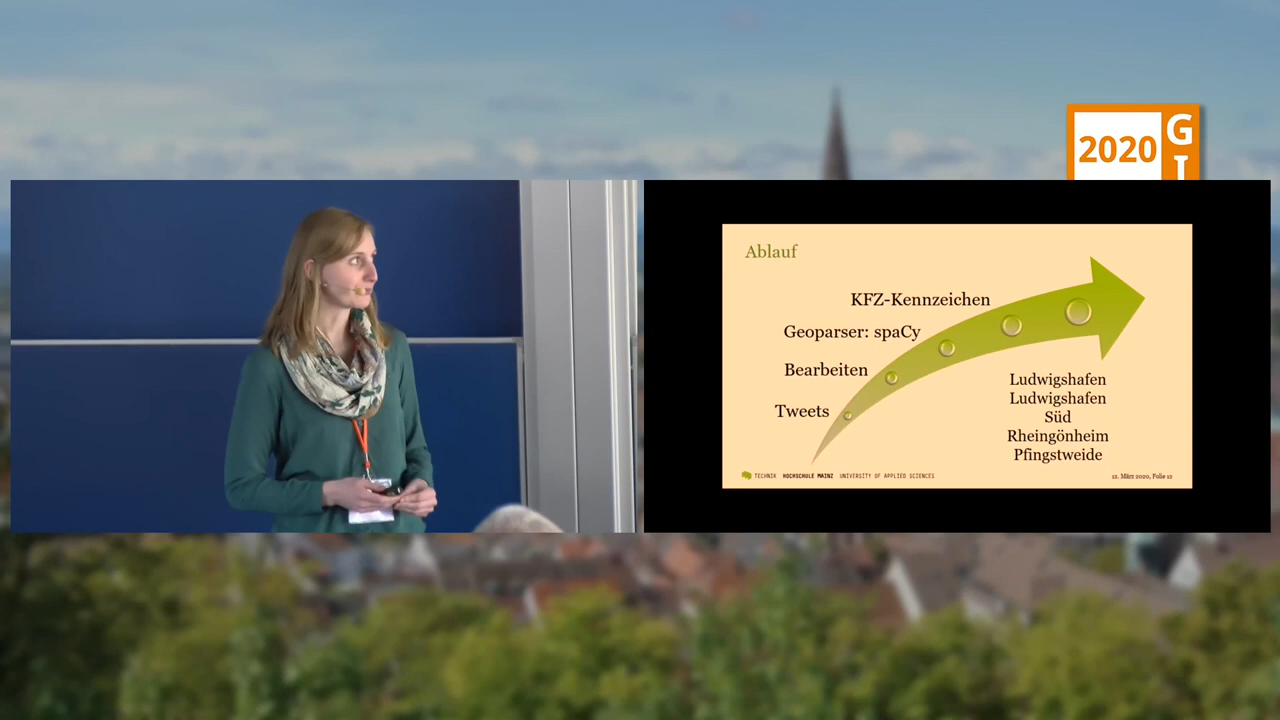 2020
G
I
Ablauf
KFZ-Kennzeichen
Geoparser: spaCy
Bearbeiten
Tweets
Ludwigshafen
Ludwigshafen
Süd
Rheingönheim
Pfingstweide
TECHNIK HOCHSCHULE MAINZ UNIVERSITY OF APPLIED SCIENCES
12. März 2020, Folie 12